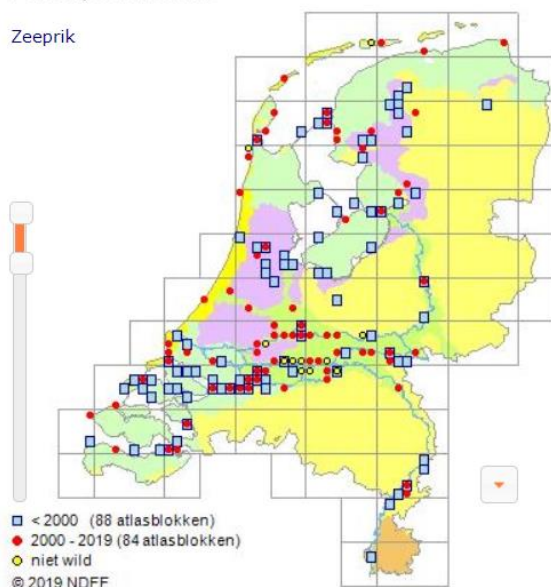 Zeeprik
< 2000 (88 atlasblokken)
2000 - 2019 (84 atlasblokken)
niet wild
© 2019 NDFF